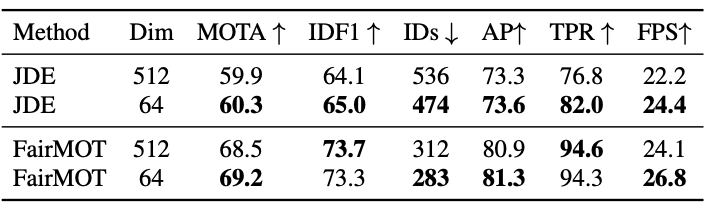 Method Dim MOTA ↑ IDF1 ↑ IDs ↓ AP↑ TPR ↑ FPS↑
JDE 512 59.9 64.1 536 73.3 76.8 22.2
JDE 64 60.3 65.0 474 73.6 82.0 24.4
FairMOT 512 68.5 73.7 312 80.9 94.6 24.1
FairMOT 64 69.2 73.3 283 81.3 94.3 26.8